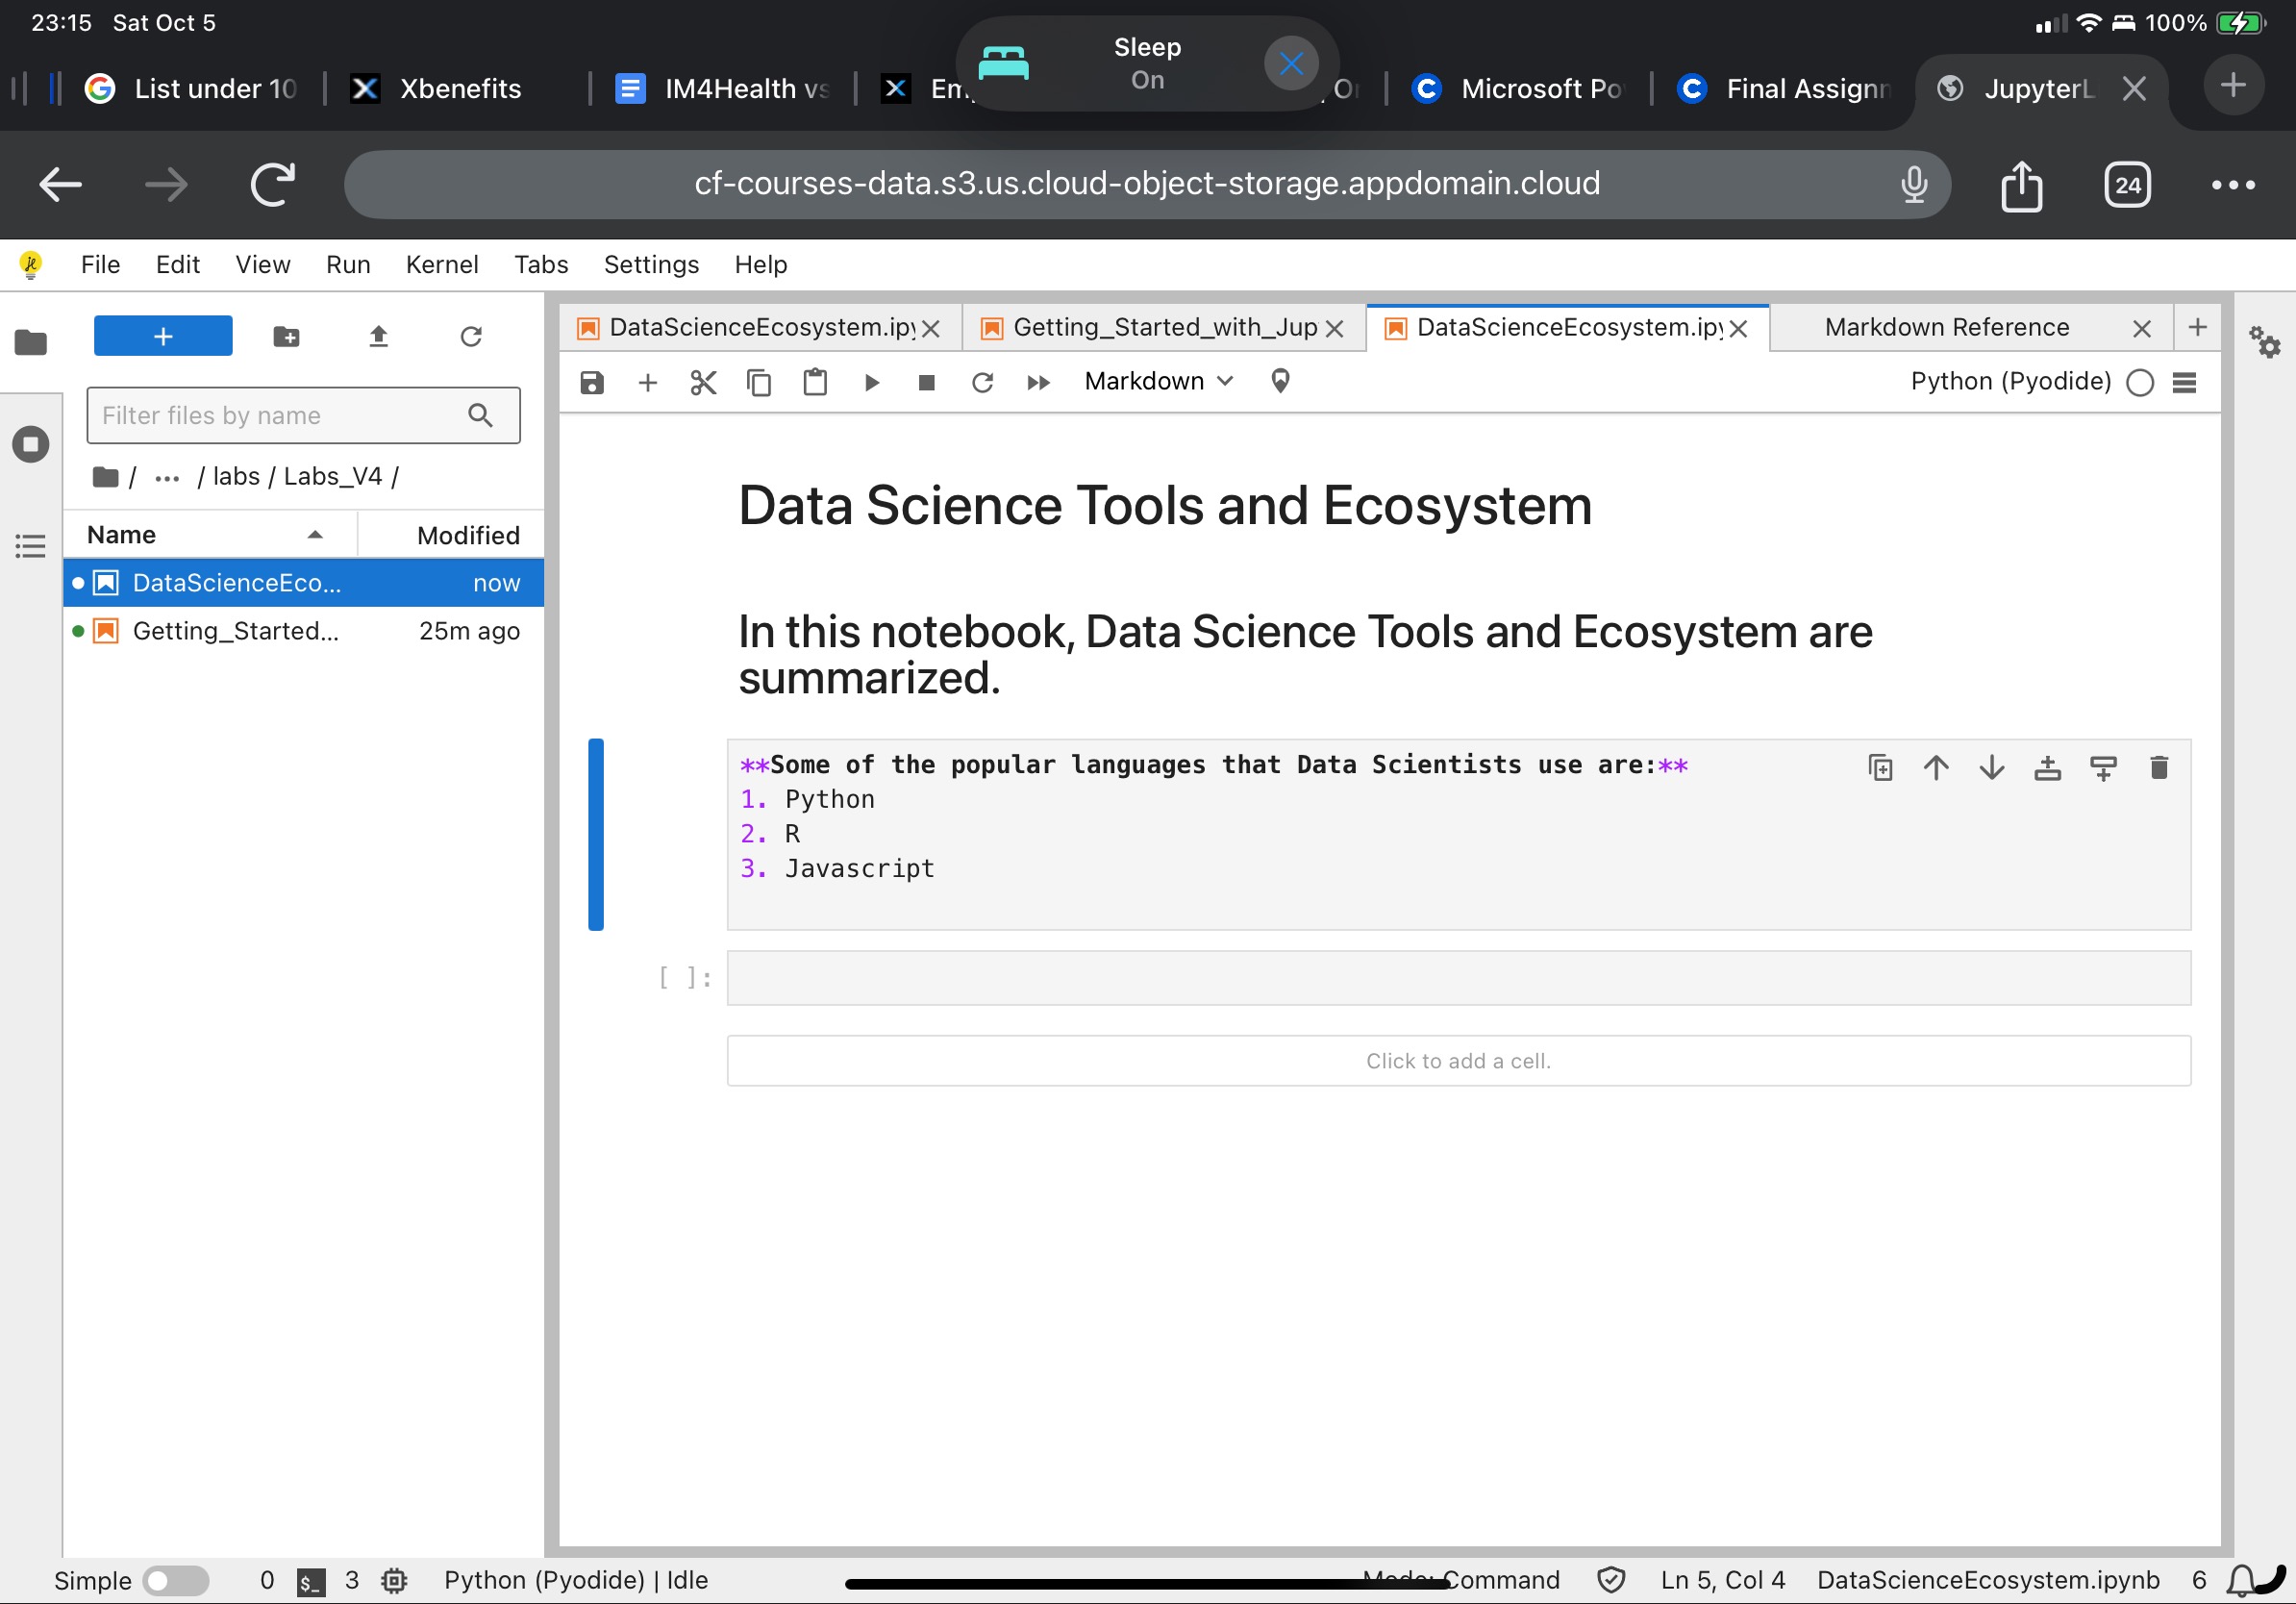 23:15 Sat Oct 5
100%
Sleep
On
List under 10
Xbenefits
IM4Health vs
Microsoft Po
Final Assign
JupyterL
cf-courses-data.s3.us.cloud-object-storage.appdomain.cloud
24
File Edit View Run Kernel Tabs Settings Help
DataScienceEcosystem.ipy
Getting_Started_with_Jup
DataScienceEcosystem.ipy
Markdown Reference
Markdown
Python (Pyodide)
Filter files by name
/ ... / labs / Labs_V4 /
Name Modified
DataScienceEco... now
Getting_Started... 25m ago
Data Science Tools and Ecosystem
In this notebook, Data Science Tools and Ecosystem are
summarized.
**Some of the popular languages that Data Scientists use are:**
1. Python
2. R
3. Javascript
[ ]:
Click to add a cell.
Simple 0 $_ 3 Python (Pyodide) | Idle
Mode: Command Ln 5, Col 4 DataScienceEcosystem.ipynb 6